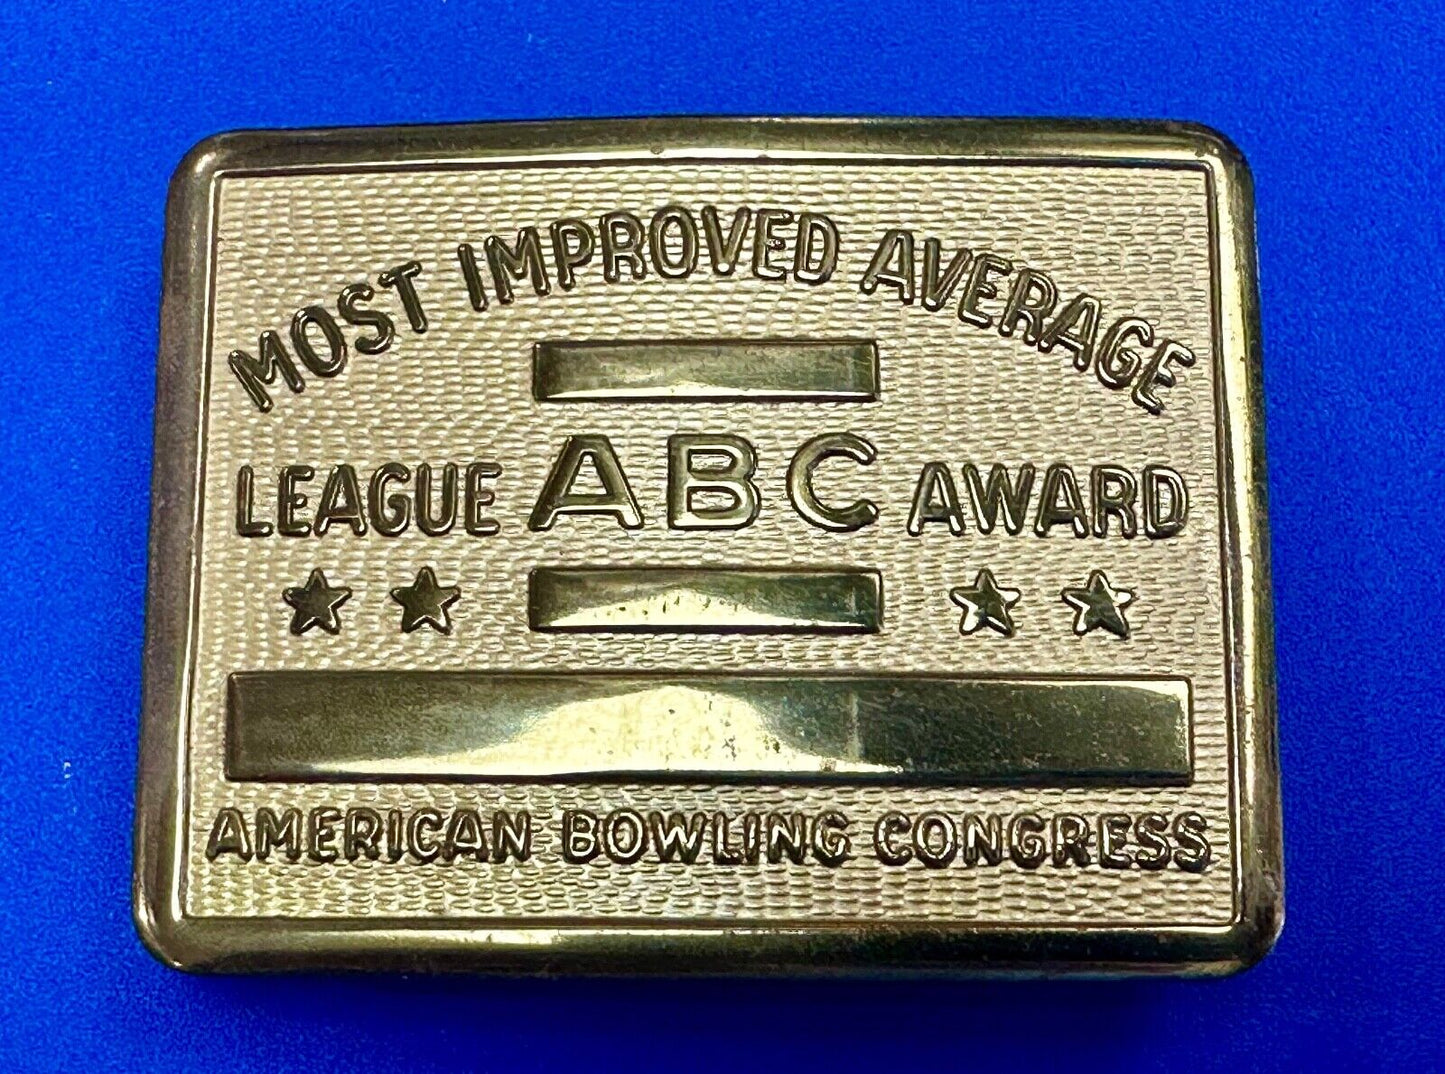 MOST IMPROVED AVERAGE
LEAGUE ABC AWARD
AMERICAN BOWLING CONGRESS